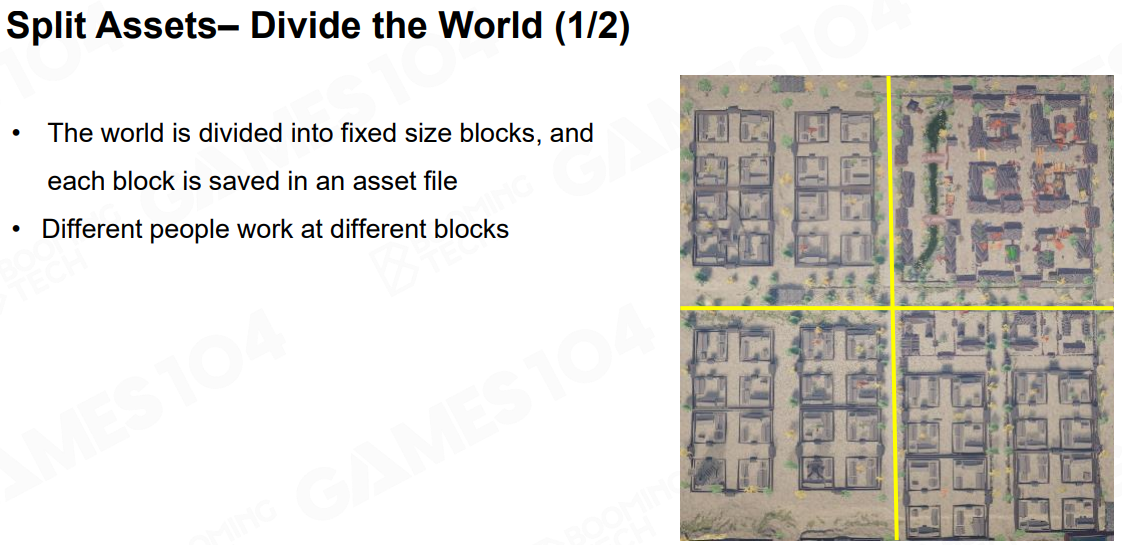 Split Assets– Divide the World (1/2)
• The world is divided into fixed size blocks, and
each block is saved in an asset file
• Different people work at different blocks
GAMES104
BOOMING
TECH